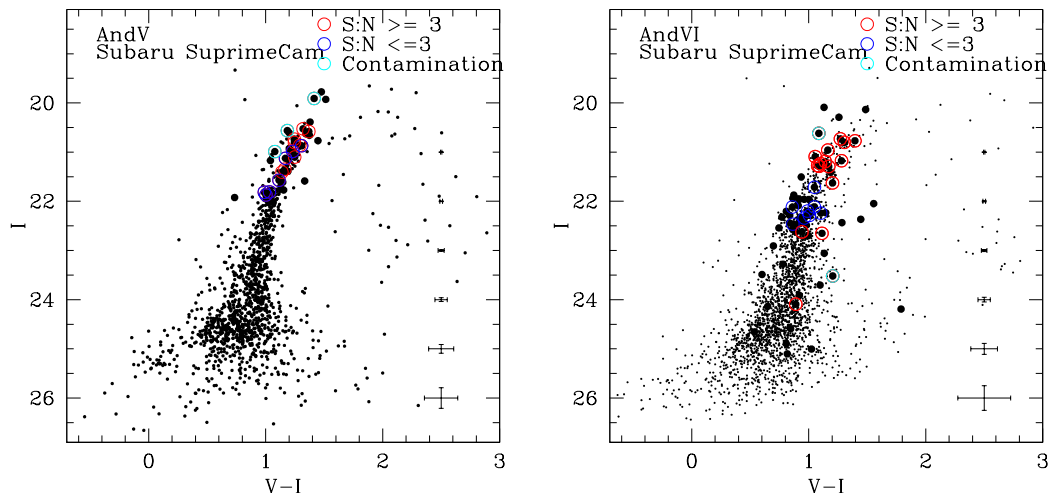 AndV
Subaru SuprimeCam
S:N >= 3
S:N <=3
Contamination
20
22
24
26
I
0
1
2
3
V-I
AndVI
Subaru SuprimeCam
S:N >= 3
S:N <=3
Contamination
20
22
24
26
I
0
1
2
3
V-I